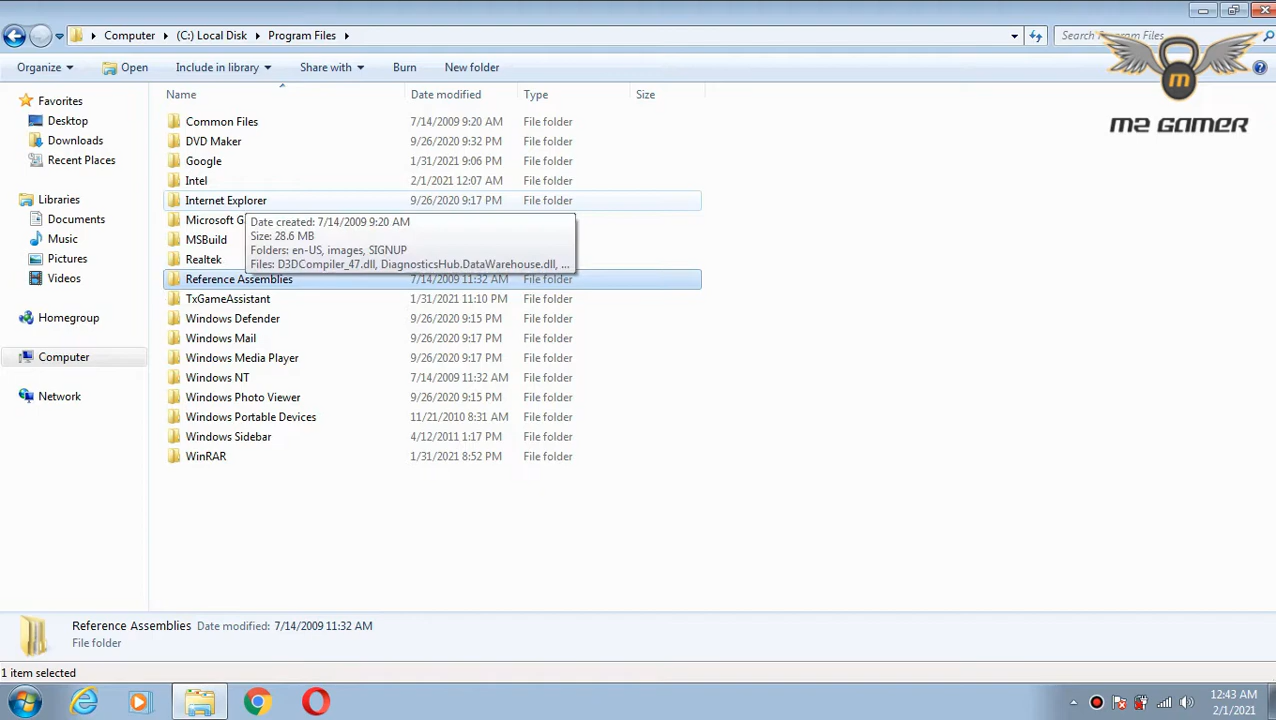 Computer (C:) Local Disk Program Files Search Program Files
Organize Open Include in library Share with Burn New folder
M2 GAMER
Name Date modified Type Size
Favorites
Desktop
Downloads
Recent Places
Libraries
Documents
Music
Pictures
Videos
Homegroup
Computer
Network
Common Files 7/14/2009 9:20 AM File folder
DVD Maker 9/26/2020 9:32 PM File folder
Google 1/31/2021 9:06 PM File folder
Intel 2/1/2021 12:07 AM File folder
Internet Explorer 9/26/2020 9:17 PM File folder
Microsoft G
MSBuild
Realtek
Date created: 7/14/2009 9:20 AM
Size: 28.6 MB
Folders: en-US, images, SIGNUP
Files: D3DCompiler_47.dll, DiagnosticsHub.DataWarehouse.dll, ...
Reference Assemblies 7/14/2009 11:32 AM File folder
TxGameAssistant 1/31/2021 11:10 PM File folder
Windows Defender 9/26/2020 9:15 PM File folder
Windows Mail 9/26/2020 9:17 PM File folder
Windows Media Player 9/26/2020 9:17 PM File folder
Windows NT 7/14/2009 11:32 AM File folder
Windows Photo Viewer 9/26/2020 9:15 PM File folder
Windows Portable Devices 11/21/2010 8:31 AM File folder
Windows Sidebar 4/12/2011 1:17 PM File folder
WinRAR 1/31/2021 8:52 PM File folder
Reference Assemblies Date modified: 7/14/2009 11:32 AM
File folder
1 item selected
12:43 AM
2/1/2021